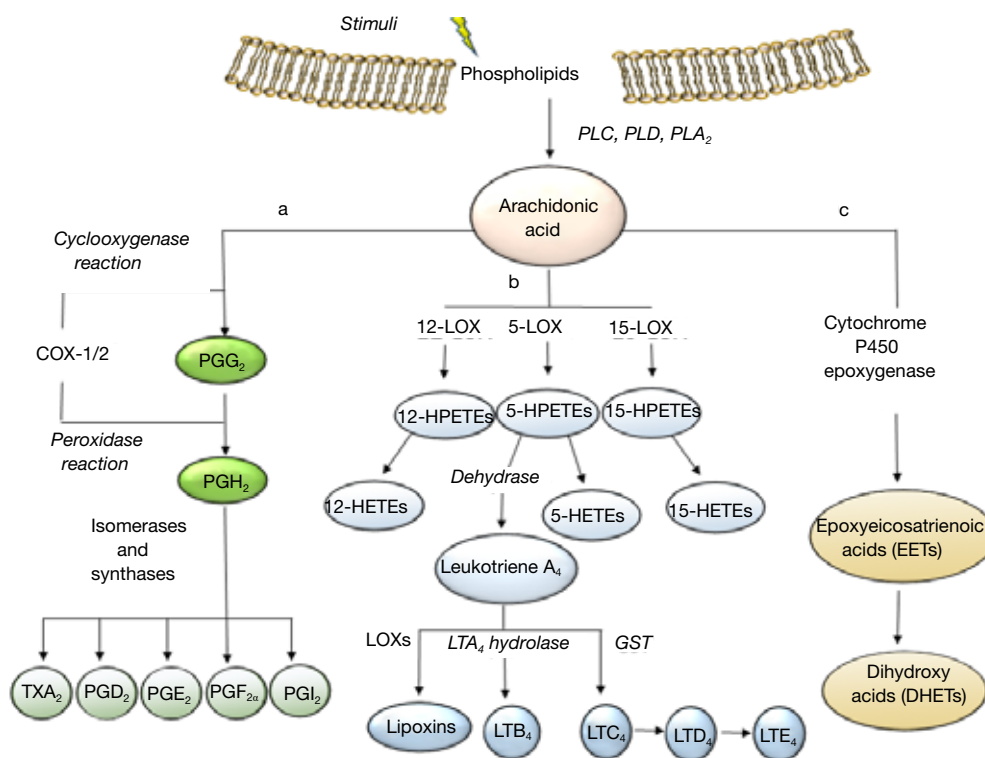 Stimuli
Phospholipids
PLC, PLD, PLA₂
Arachidonic
acid
a
b
c
Cyclooxygenase
reaction
COX-1/2
PGG₂
Peroxidase
reaction
PGH₂
Isomerases
and
synthases
TXA₂
PGD₂
PGE₂
PGF₂α
PGI₂
12-LOX
5-LOX
15-LOX
12-HPETEs
5-HPETEs
15-HPETEs
Dehydrase
12-HETEs
5-HETEs
15-HETEs
Leukotriene A₄
LOXs
LTA₄ hydrolase
GST
Lipoxins
LTB₄
LTC₄
LTD₄
LTE₄
Cytochrome
P450
epoxygenase
Epoxyeicosatrienoic
acids (EETs)
Dihydroxy
acids (DHETs)